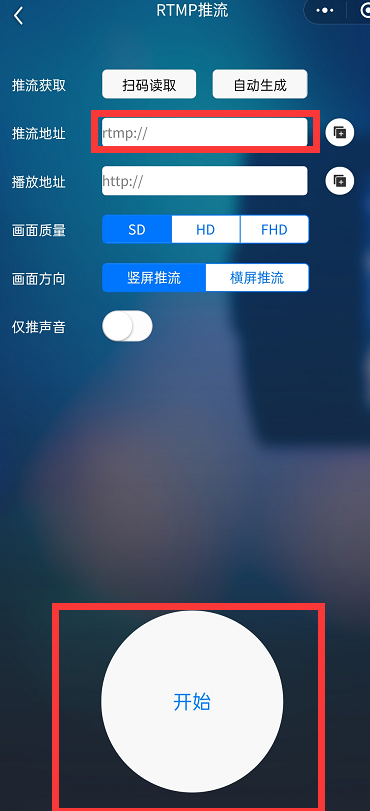 RTMP推流
推流获取 扫码读取 自动生成
推流地址 rtmp://
播放地址 http://
画面质量 SD HD FHD
画面方向 竖屏推流 横屏推流
仅推声音
开始